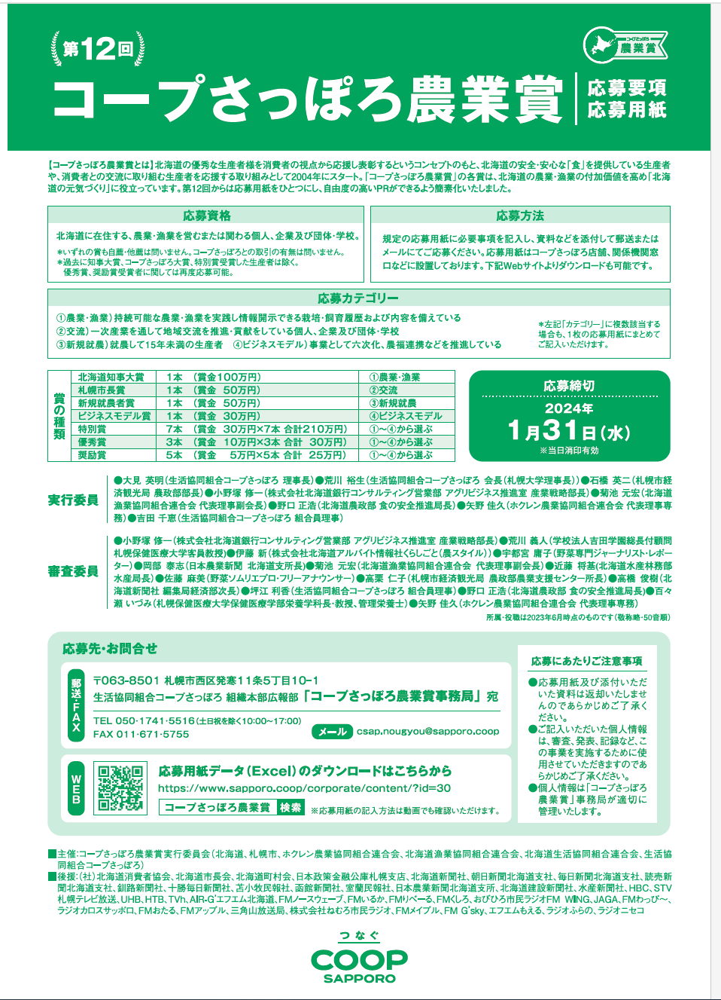 第12回
コープさっぽろ農業賞
コープさっぽろ
農業賞
応募要項
応募用紙
【コープさっぽろ農業賞とは】北海道の優秀な生産者様を消費者の視点から応援し表彰するというコンセプトのもと、北海道の安全・安心な「食」を提供している生産者
や、消費者との交流に取り組む生産者を応援する取り組みとして2004年にスタート。「コープさっぽろ農業賞」の各賞は、北海道の農業・漁業の付加価値を高め「北海
道の元気づくり」に役立っています。第12回からは応募用紙をひとつにし、自由度の高いPRができるよう簡素化いたしました。
応募資格
北海道に在住する、農業・漁業を営むまたは関わる個人、企業及び団体・学校。
＊いずれの賞も自薦・他薦は問いません。コープさっぽろとの取引の有無は問いません。
＊過去に知事大賞、コープさっぽろ大賞、特別賞受賞した生産者は除く。
優秀賞、奨励賞受賞者に関しては再度応募可能。
応募方法
規定の応募用紙に必要事項を記入し、資料などを添付して郵送または
メールにてご応募ください。応募用紙はコープさっぽろ店舗、関係機関窓
口などに設置しております。下記Webサイトよりダウンロードも可能です。
応募カテゴリー
①農業・漁業）持続可能な農業・漁業を実践し情報開示できる栽培・飼育履歴および内容を備えている
②交流）一次産業を通して地域交流を推進・貢献をしている個人、企業及び団体・学校
③新規就農）就農して15年未満の生産者 ④ビジネスモデル）事業として六次化、農福連携などを推進している
＊左記「カテゴリー」に複数該当する
場合も、1枚の応募用紙にまとめて
ご記入いただけます。
賞の種類
北海道知事大賞 1本 （賞金100万円） ①農業・漁業
札幌市長賞 1本 （賞金 50万円） ②交流
新規就農者賞 1本 （賞金 50万円） ③新規就農
ビジネスモデル賞 1本 （賞金 30万円） ④ビジネスモデル
特別賞 7本 （賞金 30万円×7本 合計210万円） ①～④から選ぶ
優秀賞 3本 （賞金 10万円×3本 合計 30万円） ①～④から選ぶ
奨励賞 5本 （賞金 5万円×5本 合計 25万円） ①～④から選ぶ
応募締切
2024年
1月31日（水）
※当日消印有効
実行委員
●大見 英明（生活協同組合コープさっぽろ 理事長）●荒川 裕生（生活協同組合コープさっぽろ 会長（札幌大学理事長））●石橋 英二（札幌市経
済観光局 農政部部長）●小野塚 修一（株式会社北海道銀行コンサルティング営業部 アグリビジネス推進室 産業戦略部長）●菊池 元宏（北海道
漁業協同組合連合会 代表理事副会長）●野口 正浩（北海道農政部 食の安全推進局長）●矢野 佳久（ホクレン農業協同組合連合会 代表理事専
務）●吉田 千恵（生活協同組合コープさっぽろ 組合員理事）
審査委員
●小野塚 修一（株式会社北海道銀行コンサルティング営業部 アグリビジネス推進室 産業戦略部長）●荒川 義人（学校法人吉田学園総長付顧問
札幌保健医療大学客員教授）●伊藤 新（株式会社北海道アルバイト情報社くらしごと（農スタイル））●宇都宮 庸子（野菜専門ジャーナリスト・レポー
ター）●岡部 泰志（日本農業新聞 北海道支所長）●菊池 元宏（北海道漁業協同組合連合会 代表理事副会長）●近藤 将基（北海道水産林務部
水産局長）●佐藤 麻美（野菜ソムリエプロ・フリーアナウンサー）●高栗 仁子（札幌市経済観光局 農政部農業支援センター所長）●高橋 俊樹（北
海道新聞社 編集局経済部次長）●坪江 利香（生活協同組合コープさっぽろ 組合員理事）●野口 正浩（北海道農政部 食の安全推進局長）●百々
瀬 いづみ（札幌保健医療大学保健医療学部栄養学科長・教授、管理栄養士）●矢野 佳久（ホクレン農業協同組合連合会 代表理事専務）
所属・役職は2023年6月時点のものです（敬称略・50音順）
応募先・お問合せ
郵送・FAX
〒063-8501 札幌市西区発寒11条5丁目10-1
生活協同組合コープさっぽろ 組織本部広報部「コープさっぽろ農業賞事務局」宛
TEL 050・1741・5516（土日祝を除く10:00～17:00）
FAX 011・671・5755
メール csap.nougyou@sapporo.coop
WEB
応募用紙データ（Excel）のダウンロードはこちらから
https://www.sapporo.coop/corporate/content/?id=30
コープさっぽろ農業賞 検索 ※応募用紙の記入方法は動画でも確認いただけます。
応募にあたりご注意事項
●応募用紙及び添付いただ
いた資料は返却いたしませ
んのであらかじめご了承く
ださい。
●ご記入いただいた個人情報
は、審査、発表、記録など、こ
の事業を実施するために使
用させていただきますのであ
らかじめご了承ください。
●個人情報は「コープさっぽろ
農業賞」事務局が適切に
管理いたします。
■主催：コープさっぽろ農業賞実行委員会（北海道、札幌市、ホクレン農業協同組合連合会、北海道漁業協同組合連合会、北海道生活協同組合連合会、生活協
同組合コープさっぽろ）
■後援：（社）北海道消費者協会、北海道市長会、北海道町村会、日本政策金融公庫札幌支店、北海道新聞社、朝日新聞北海道支社、毎日新聞北海道支社、読売新
聞北海道支社、釧路新聞社、十勝毎日新聞社、苫小牧民報社、函館新聞社、室蘭民報社、日本農業新聞北海道支所、北海道建設新聞社、水産新聞社、HBC、STV
札幌テレビ放送、UHB、HTB、TVh、AIR-G'エフエム北海道、FMノースウェーブ、FMいるか、FMりべーる、FMくしろ、おびひろ市民ラジオFM WING、JAGA、FMわっぴ～、
ラジオカロスサッポロ、FMおたる、FMアップル、三角山放送局、株式会社ねむろ市民ラジオ、FMメイプル、FM G'sky、エフエムもえる、ラジオふらの、ラジオニセコ
つなぐ
COOP
SAPPORO